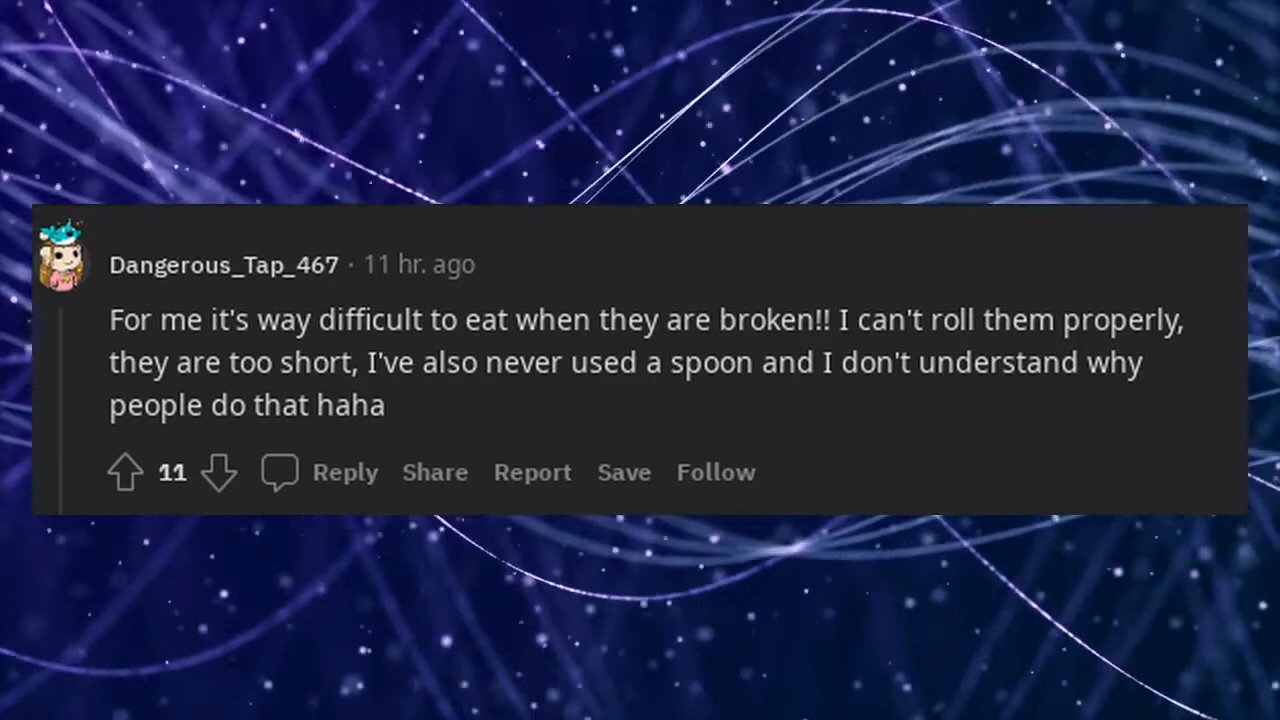 Dangerous_Tap_467 · 11 hr. ago
For me it's way difficult to eat when they are broken!! I can't roll them properly,
they are too short, I've also never used a spoon and I don't understand why
people do that haha
11 Reply Share Report Save Follow